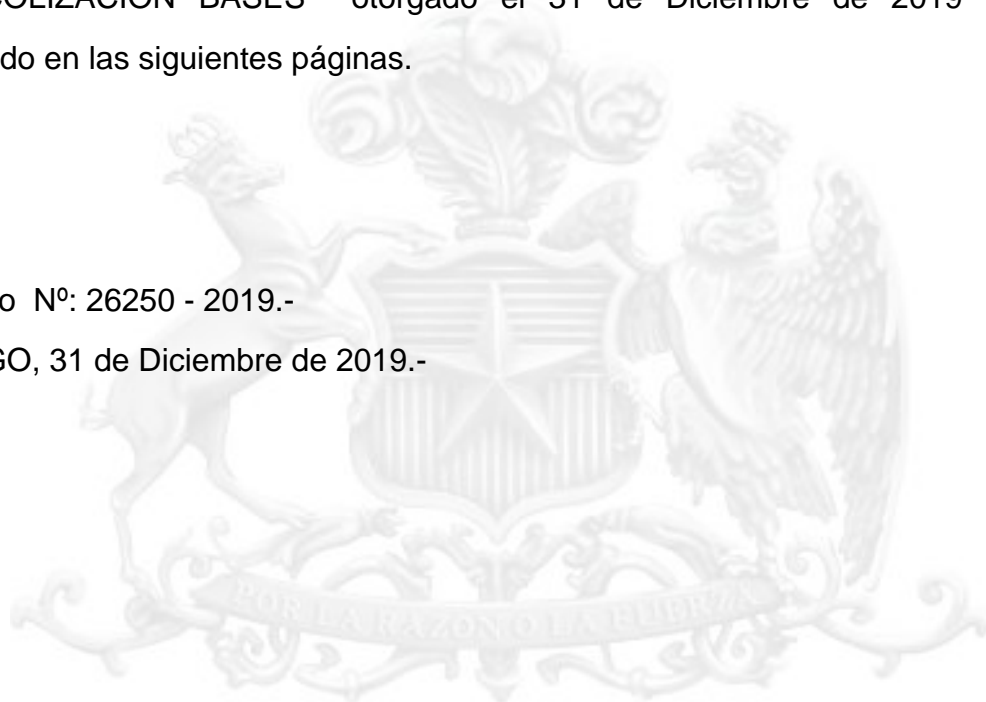 COLIZACION BASES otorgado el 31 de Diciembre de 2019
do en las siguientes páginas.
o Nº: 26250 - 2019.-
GO, 31 de Diciembre de 2019.-
POR LA RAZON O LA FUERZA